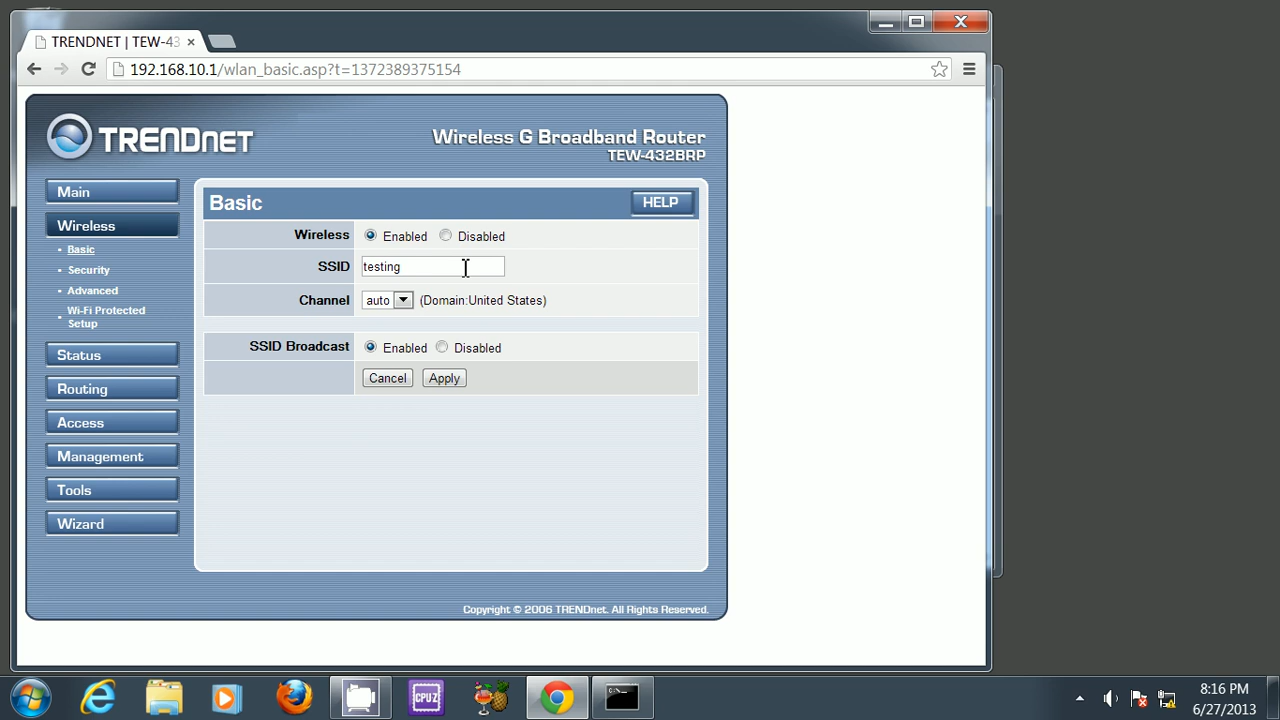 TRENDNET | TEW-43
192.168.10.1/wlan_basic.asp?t=1372389375154
TRENDNET
Wireless G Broadband Router
TEW-432BRP
Main
Wireless
Basic
Security
Advanced
Wi-Fi Protected
Setup
Status
Routing
Access
Management
Tools
Wizard
Basic
HELP
Wireless Enabled Disabled
SSID testing
Channel auto (Domain:United States)
SSID Broadcast Enabled Disabled
Cancel Apply
Copyright © 2006 TRENDnet. All Rights Reserved.
CPUZ
8:16 PM
6/27/2013